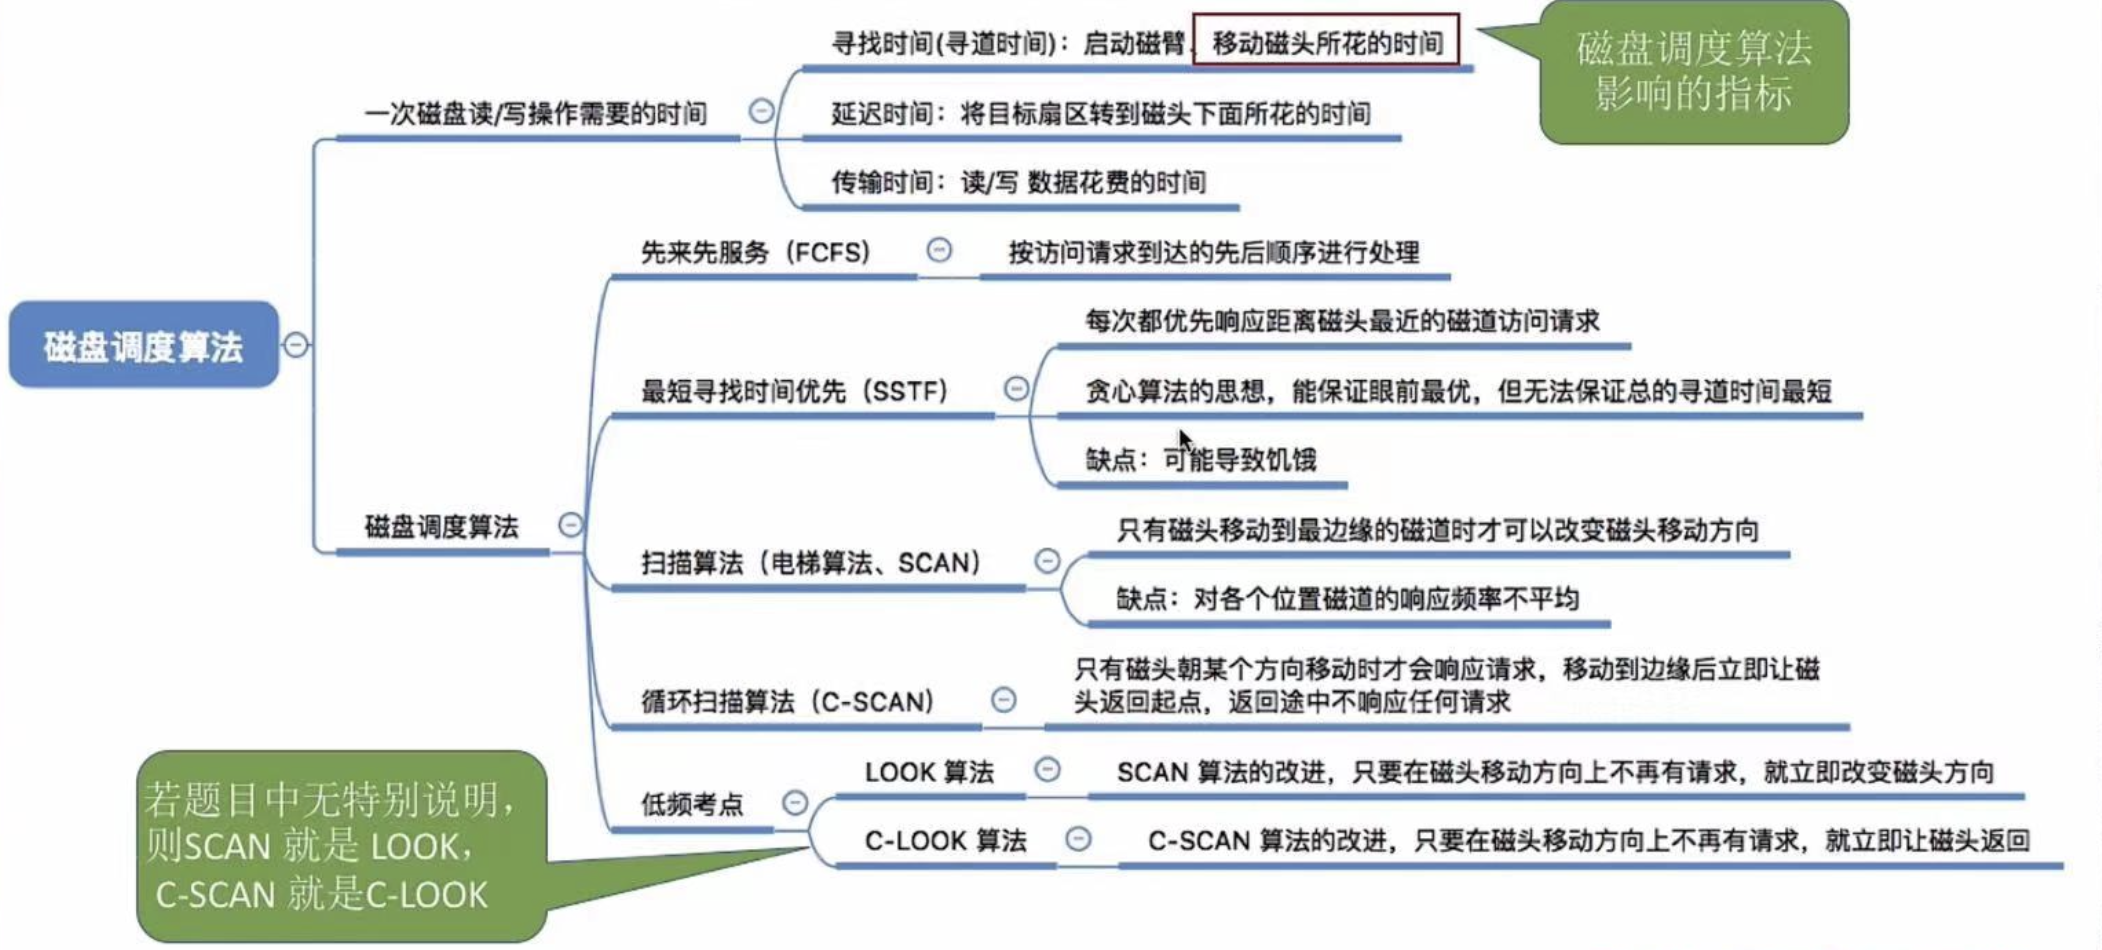 寻找时间(寻道时间)：启动磁臂、移动磁头所花的时间
磁盘调度算法
影响的指标
一次磁盘读/写操作需要的时间
延迟时间：将目标扇区转到磁头下面所花的时间
传输时间：读/写 数据花费的时间
先来先服务（FCFS）
按访问请求到达的先后顺序进行处理
每次都优先响应距离磁头最近的磁道访问请求
磁盘调度算法
最短寻找时间优先（SSTF）
贪心算法的思想，能保证眼前最优，但无法保证总的寻道时间最短
缺点：可能导致饥饿
磁盘调度算法
只有磁头移动到最边缘的磁道时才可以改变磁头移动方向
扫描算法（电梯算法、SCAN）
缺点：对各个位置磁道的响应频率不平均
循环扫描算法（C-SCAN）
只有磁头朝某个方向移动时才会响应请求，移动到边缘后立即让磁
头返回起点，返回途中不响应任何请求
低频考点
LOOK 算法
SCAN 算法的改进，只要在磁头移动方向上不再有请求，就立即改变磁头方向
C-LOOK 算法
C-SCAN 算法的改进，只要在磁头移动方向上不再有请求，就立即让磁头返回
若题目中无特别说明，
则SCAN 就是 LOOK，
C-SCAN 就是C-LOOK